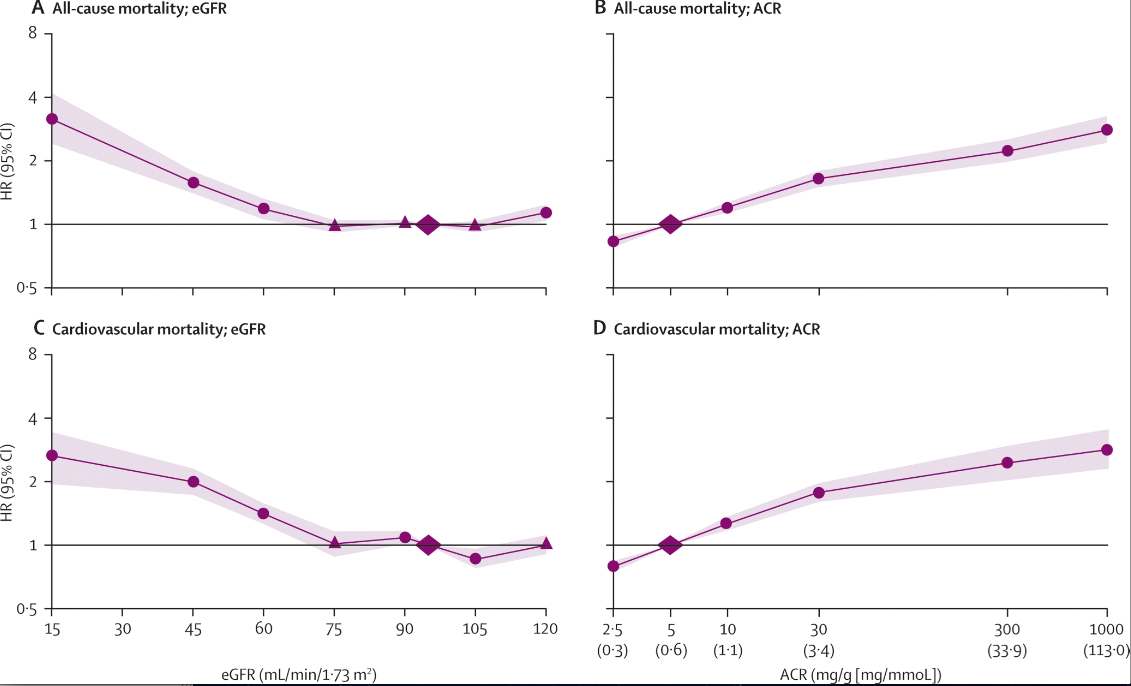 A All-cause mortality; eGFR
8
4
2
1
0·5
HR (95% CI)
B All-cause mortality; ACR
C Cardiovascular mortality; eGFR
8
4
2
1
0·5
HR (95% CI)
15 30 45 60 75 90 105 120
eGFR (mL/min/1·73 m²)
D Cardiovascular mortality; ACR
2·5 5 10 30 300 1000
(0·3) (0·6) (1·1) (3·4) (33·9) (113·0)
ACR (mg/g [mg/mmoL])